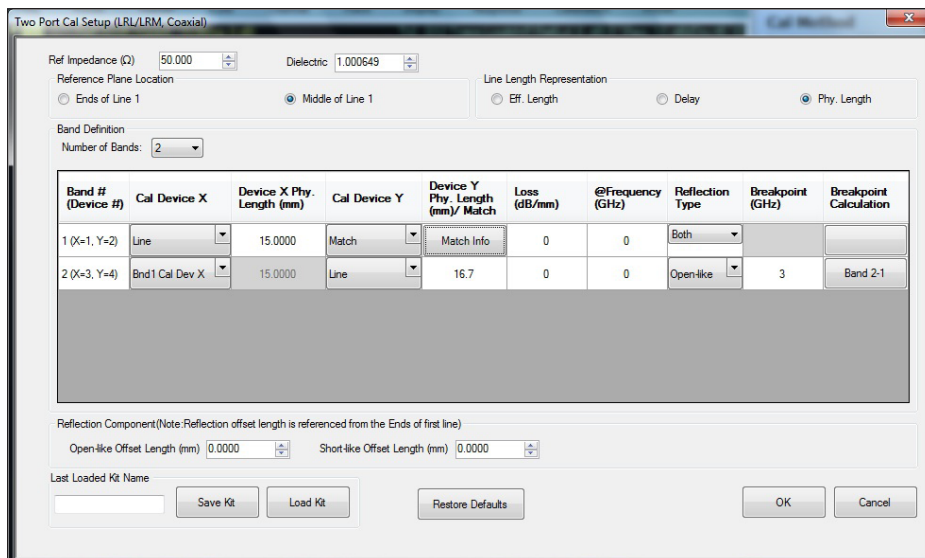 Two Port Cal Setup (LRL/LRM, Coaxial)
Cal Method
Ref Impedance (Ω) 50.000 Dielectric 1.000649
Reference Plane Location
Ends of Line 1 Middle of Line 1
Line Length Representation
Eff. Length Delay Phy. Length
Band Definition
Number of Bands: 2
Band # (Device #) Cal Device X Device X Phy. Length (mm) Cal Device Y Device Y Phy. Length (mm)/ Match Loss (dB/mm) @Frequency (GHz) Reflection Type Breakpoint (GHz) Breakpoint Calculation
1 (X=1, Y=2) Line 15.0000 Match Match Info 0 0 Both
2 (X=3, Y=4) Bnd1 Cal Dev X 15.0000 Line 16.7 0 0 Open-like 3 Band 2-1
Reflection Component(Note:Reflection offset length is referenced from the Ends of first line)
Open-like Offset Length (mm) 0.0000 Short-like Offset Length (mm) 0.0000
Last Loaded Kit Name
Save Kit Load Kit Restore Defaults OK Cancel